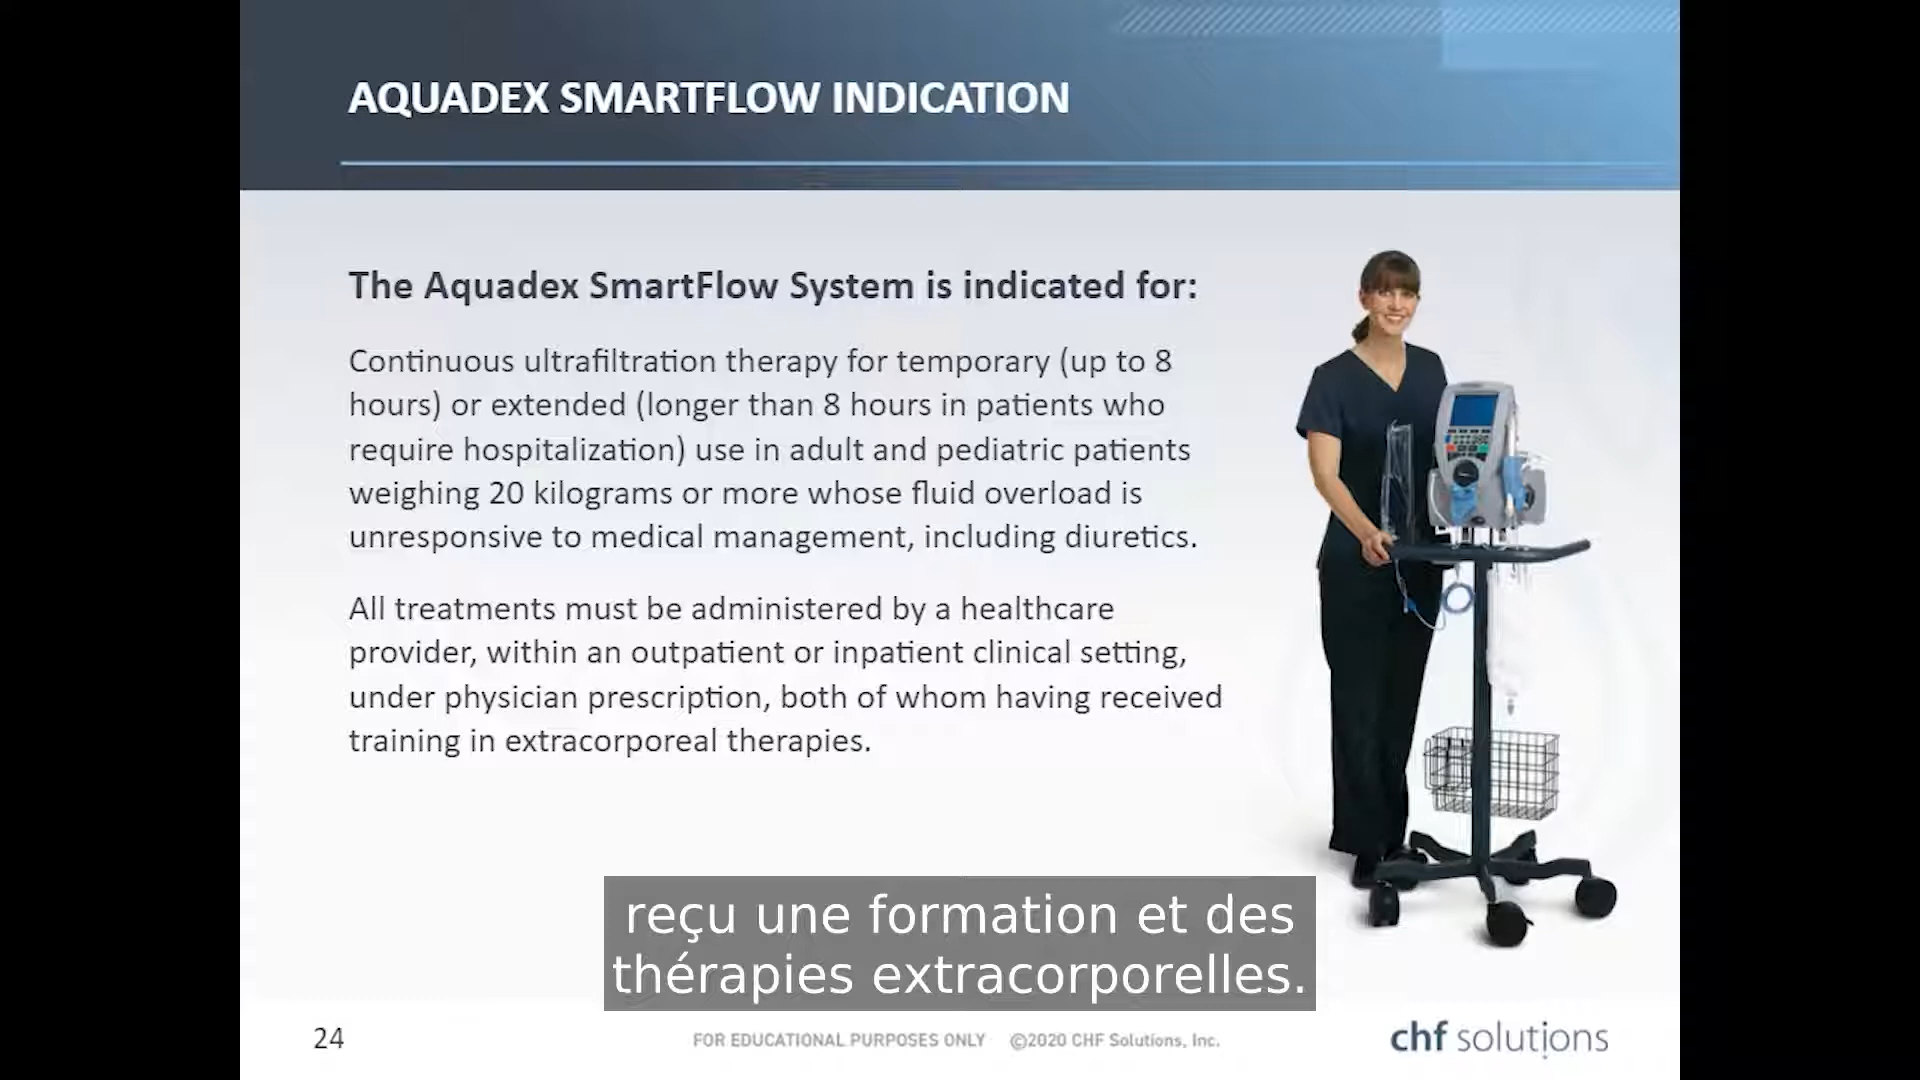 AQUADEX SMARTFLOW INDICATION
The Aquadex SmartFlow System is indicated for:
Continuous ultrafiltration therapy for temporary (up to 8
hours) or extended (longer than 8 hours in patients who
require hospitalization) use in adult and pediatric patients
weighing 20 kilograms or more whose fluid overload is
unresponsive to medical management, including diuretics.
All treatments must be administered by a healthcare
provider, within an outpatient or inpatient clinical setting,
under physician prescription, both of whom having received
training in extracorporeal therapies.
reçu une formation et des
thérapies extracorporelles.
24
FOR EDUCATIONAL PURPOSES ONLY ©2020 CHF Solutions, Inc.
chf solutions